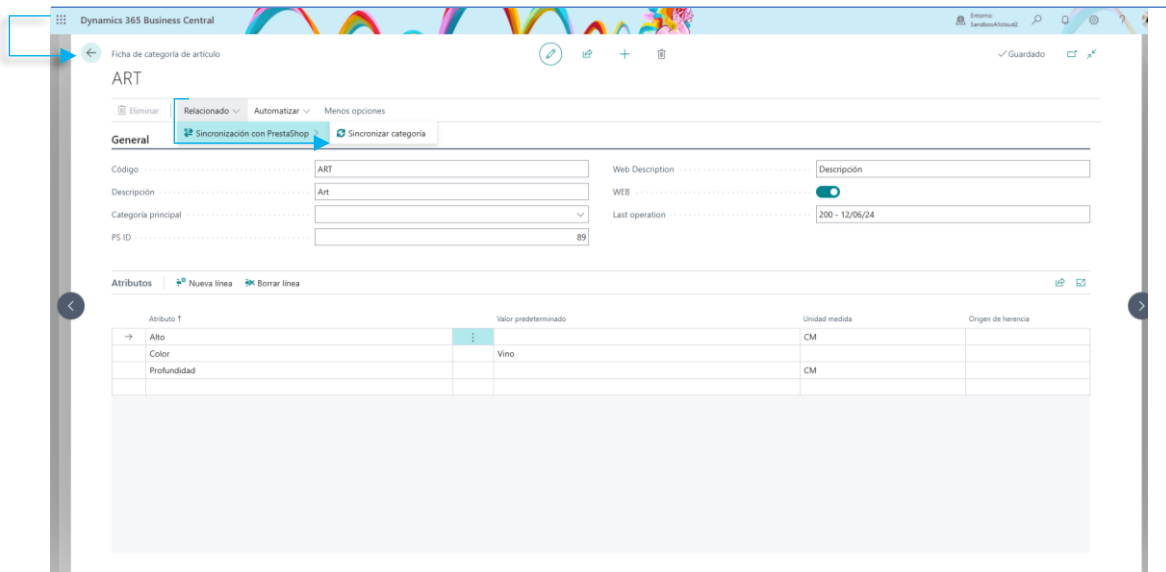 Dynamics 365 Business Central
Entorno:
SandboxAlicloud2
Ficha de categoría de artículo
Guardado
ART
Eliminar Relacionado Automatizar Menos opciones
Sincronización con PrestaShop Sincronizar categoría
General
Código ART Web Description Descripción
Descripción Art WEB
Categoría principal Last operation 200 - 12/06/24
PS ID 89
Atributos Nueva línea Borrar línea
Atributo ↑ Valor predeterminado Unidad medida Origen de herencia
Alto CM
Color Vino
Profundidad CM